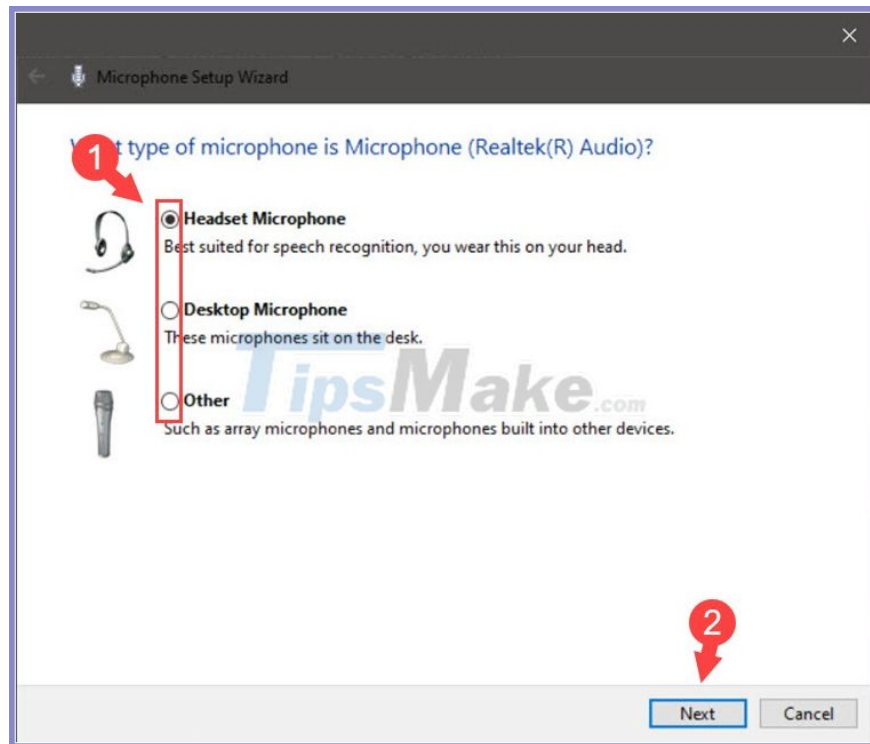 Microphone Setup Wizard
type of microphone is Microphone (Realtek(R) Audio)?
1
Headset Microphone
Best suited for speech recognition, you wear this on your head.
Desktop Microphone
These microphones sit on the desk.
TipsMake.com
Other
Such as array microphones and microphones built into other devices.
2
Next
Cancel